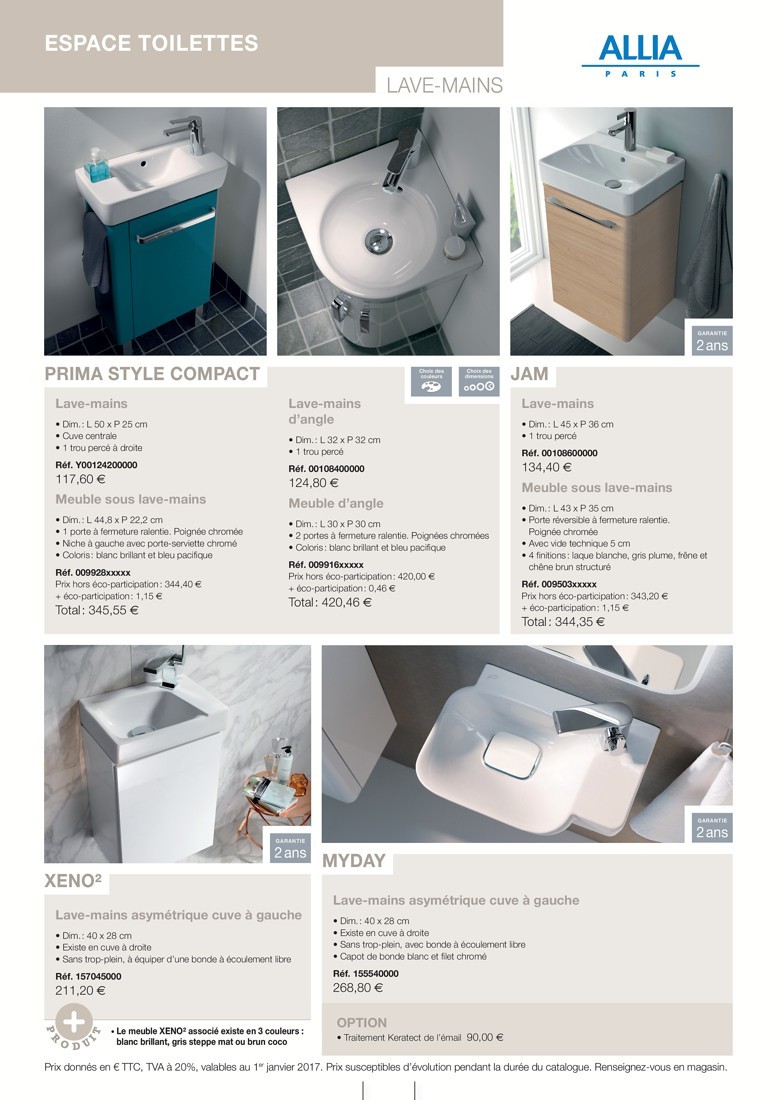 ESPACE TOILETTES
ALLIA
PARIS
LAVE-MAINS
GARANTIE
2 ans
PRIMA STYLE COMPACT
Choix des
couleurs
Choix des
dimensions
Lave-mains
• Dim. : L 50 x P 25 cm
• Cuve centrale
• 1 trou percé à droite
Réf. Y00124200000
117,60 €
Meuble sous lave-mains
• Dim. : L 44,8 x P 22,2 cm
• 1 porte à fermeture ralentie. Poignée chromée
• Niche à gauche avec porte-serviette chromé
• Coloris : blanc brillant et bleu pacifique
Réf. 009928xxxxx
Prix hors éco-participation : 344,40 €
+ éco-participation : 1,15 €
Total : 345,55 €
Lave-mains
d'angle
• Dim. : L 32 x P 32 cm
• 1 trou percé
Réf. 00108400000
124,80 €
Meuble d'angle
• Dim. : L 30 x P 30 cm
• 2 portes à fermeture ralentie. Poignées chromées
• Coloris : blanc brillant et bleu pacifique
Réf. 009916xxxxx
Prix hors éco-participation : 420,00 €
+ éco-participation : 0,46 €
Total : 420,46 €
JAM
Lave-mains
• Dim. : L 45 x P 36 cm
• 1 trou percé
Réf. 00108600000
134,40 €
Meuble sous lave-mains
• Dim. : L 43 x P 35 cm
• Porte réversible à fermeture ralentie.
Poignée chromée
• Avec vide technique 5 cm
• 4 finitions : laque blanche, gris plume, frêne et
chêne brun structuré
Réf. 009503xxxxx
Prix hors éco-participation : 343,20 €
+ éco-participation : 1,15 €
Total : 344,35 €
GARANTIE
2 ans
XENO²
Lave-mains asymétrique cuve à gauche
• Dim. : 40 x 28 cm
• Existe en cuve à droite
• Sans trop-plein, à équiper d'une bonde à écoulement libre
Réf. 157045000
211,20 €
+
PRODUIT
• Le meuble XENO² associé existe en 3 couleurs :
blanc brillant, gris steppe mat ou brun coco
GARANTIE
2 ans
MYDAY
Lave-mains asymétrique cuve à gauche
• Dim. : 40 x 28 cm
• Existe en cuve à droite
• Sans trop-plein, avec bonde à écoulement libre
• Capot de bonde blanc et filet chromé
Réf. 155540000
268,80 €
OPTION
• Traitement Keratect de l'émail 90,00 €
Prix donnés en € TTC, TVA à 20%, valables au 1er janvier 2017. Prix susceptibles d'évolution pendant la durée du catalogue. Renseignez-vous en magasin.